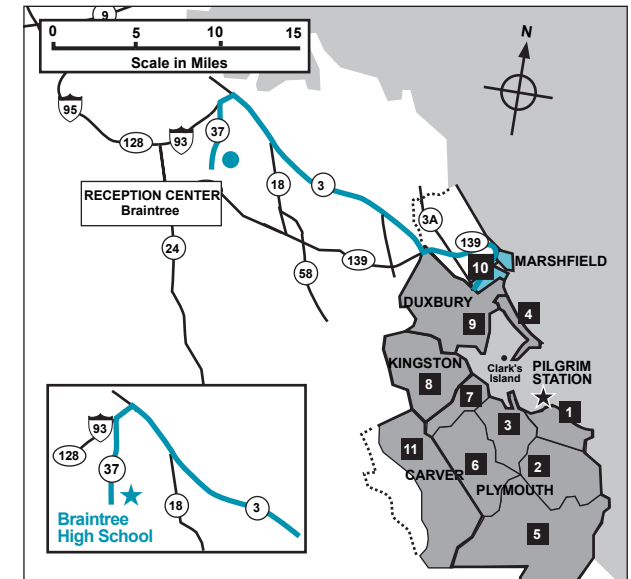 9
0 5 10 15
Scale in Miles
N
95
128
93
37
RECEPTION CENTER
Braintree
18
3
3A
24
58
139
139
10
MARSHFIELD
DUXBURY
9
4
Clark's
Island
PILGRIM
STATION
KINGSTON
8
7
1
3
11
CARVER
6
2
PLYMOUTH
5
93
128
37
18
3
Braintree
High School